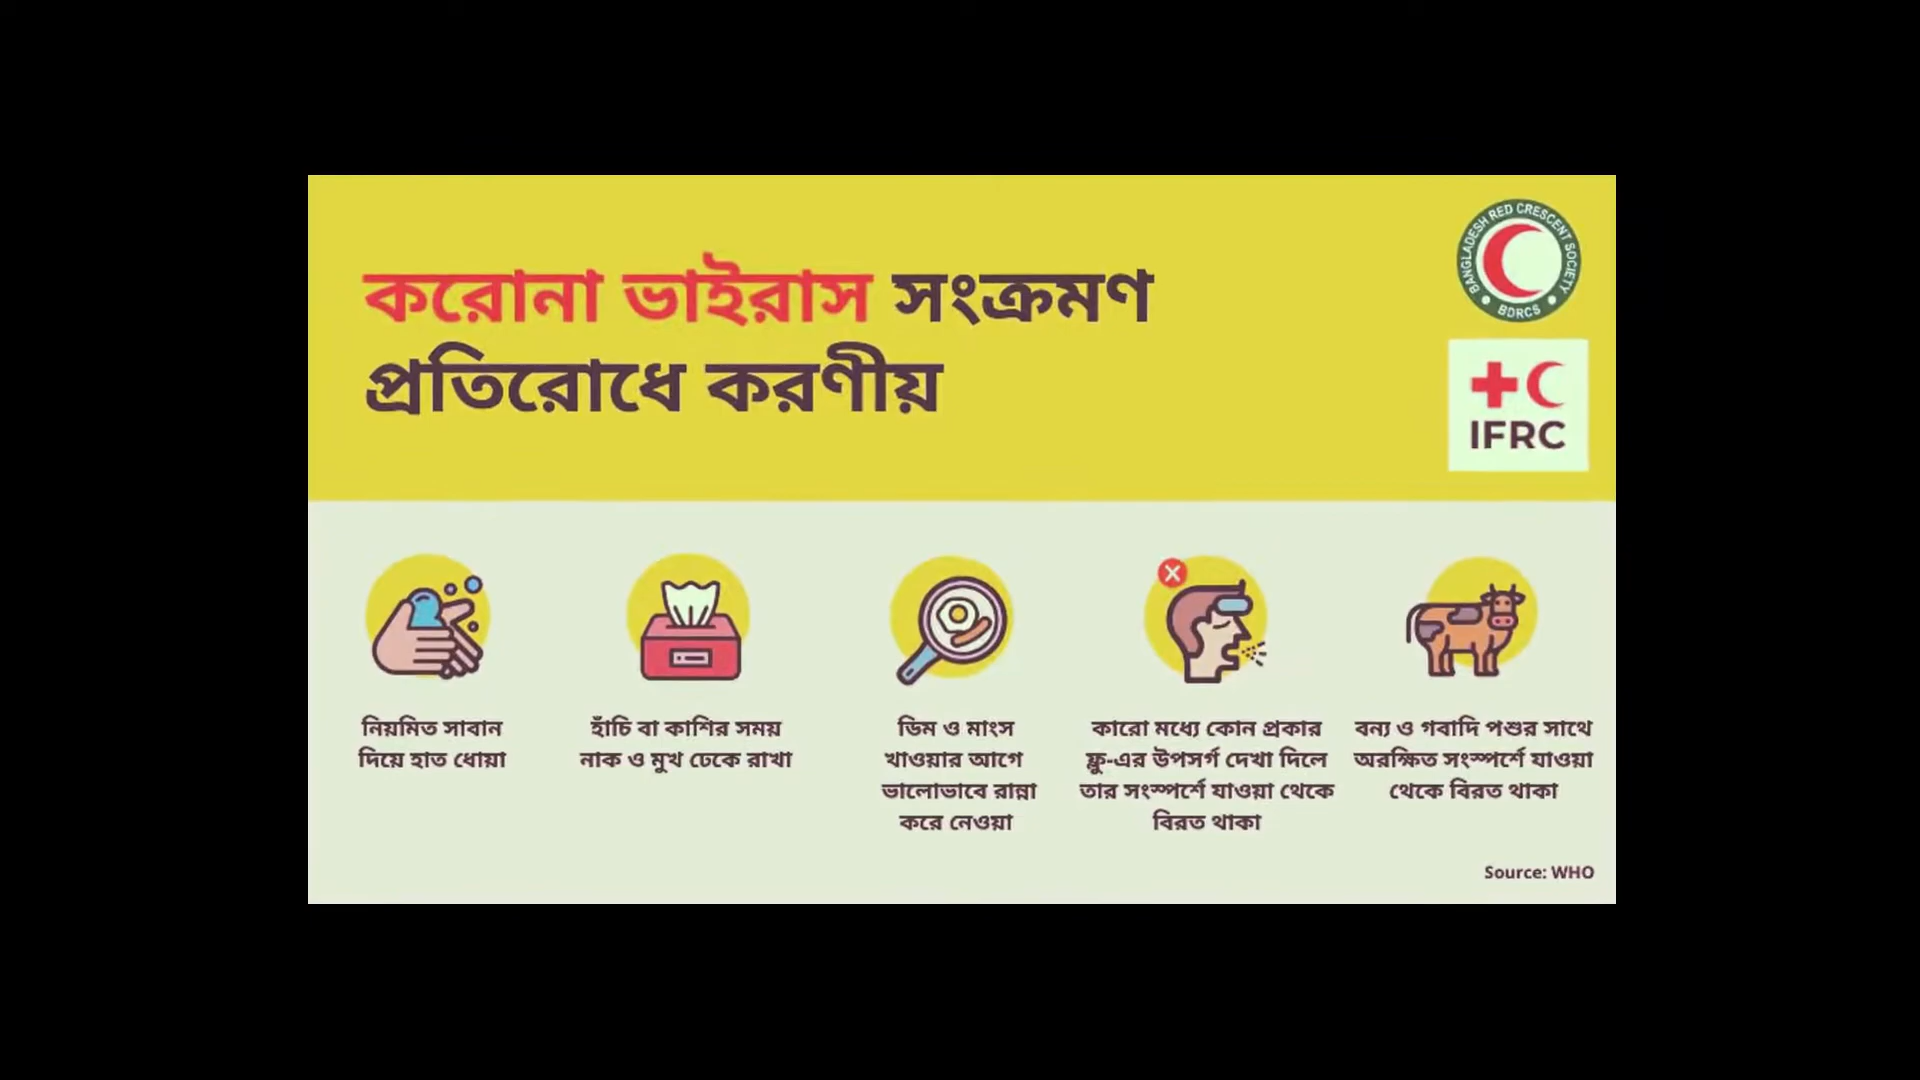 করোনা ভাইরাস সংক্রমণ
প্রতিরোধে করণীয়
BANGLADESH RED CRESCENT SOCIETY
BDRCS
IFRC
নিয়মিত সাবান
দিয়ে হাত ধোয়া
হাঁচি বা কাশির সময়
নাক ও মুখ ঢেকে রাখা
ডিম ও মাংস
খাওয়ার আগে
ভালোভাবে রান্না
করে নেওয়া
কারো মধ্যে কোন প্রকার
ফ্লু-এর উপসর্গ দেখা দিলে
তার সংস্পর্শে যাওয়া থেকে
বিরত থাকা
বন্য ও গবাদি পশুর সাথে
অরক্ষিত সংস্পর্শে যাওয়া
থেকে বিরত থাকা
Source: WHO